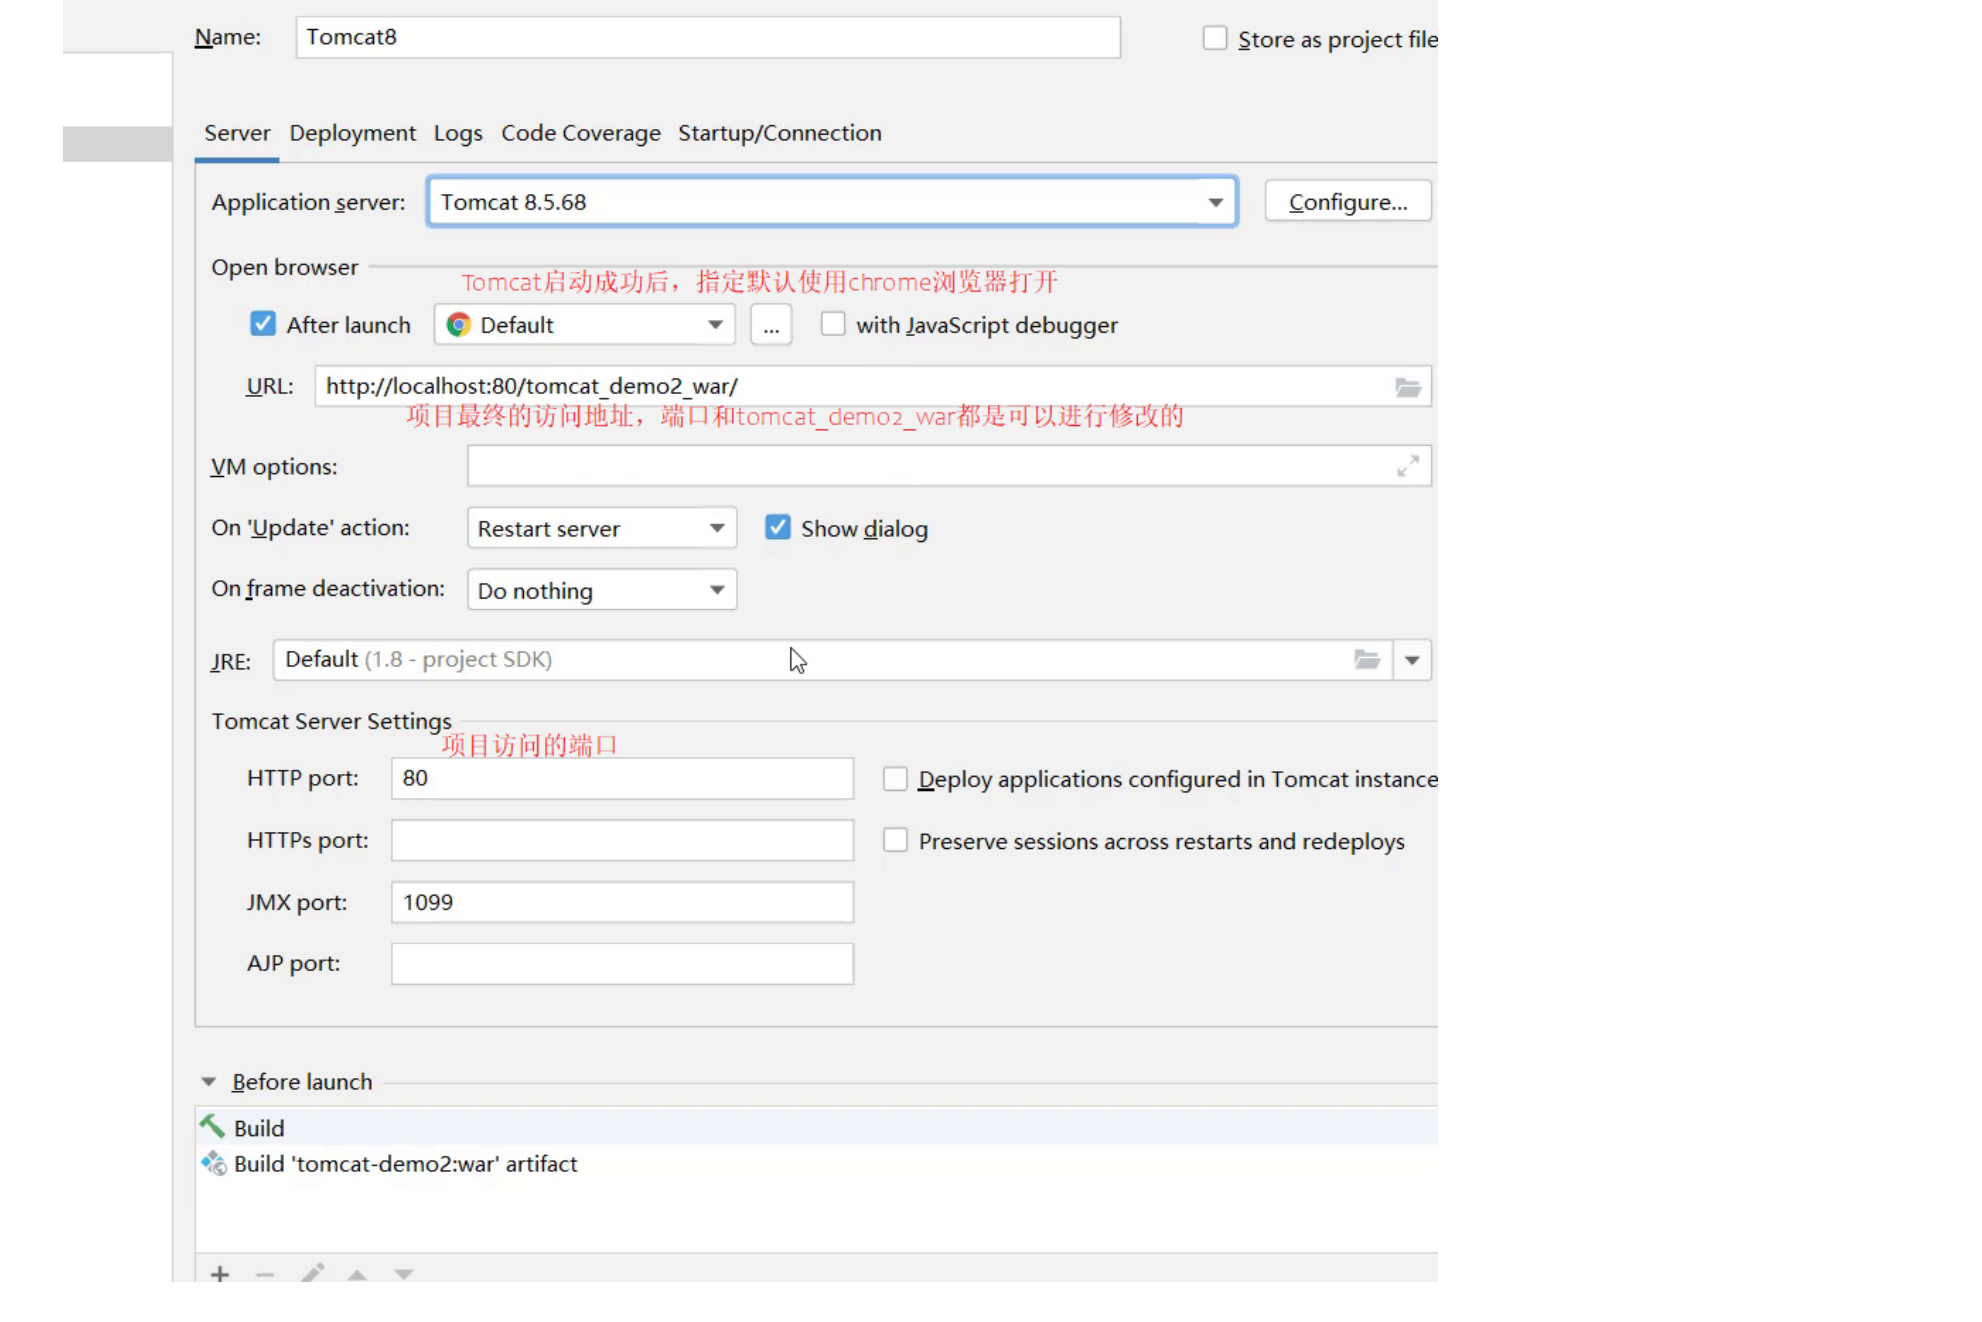 Name: Tomcat8 Store as project file
Server Deployment Logs Code Coverage Startup/Connection
Application server: Tomcat 8.5.68 Configure...
Open browser
Tomcat启动成功后，指定默认使用chrome浏览器打开
After launch Default ... with JavaScript debugger
URL: http://localhost:80/tomcat_demo2_war/
项目最终的访问地址，端口和tomcat_demo2_war都是可以进行修改的
VM options:
On 'Update' action: Restart server Show dialog
On frame deactivation: Do nothing
JRE: Default (1.8 - project SDK)
Tomcat Server Settings
项目访问的端口
HTTP port: 80 Deploy applications configured in Tomcat instance
HTTPs port: Preserve sessions across restarts and redeploys
JMX port: 1099
AJP port:
Before launch
Build
Build 'tomcat-demo2:war' artifact